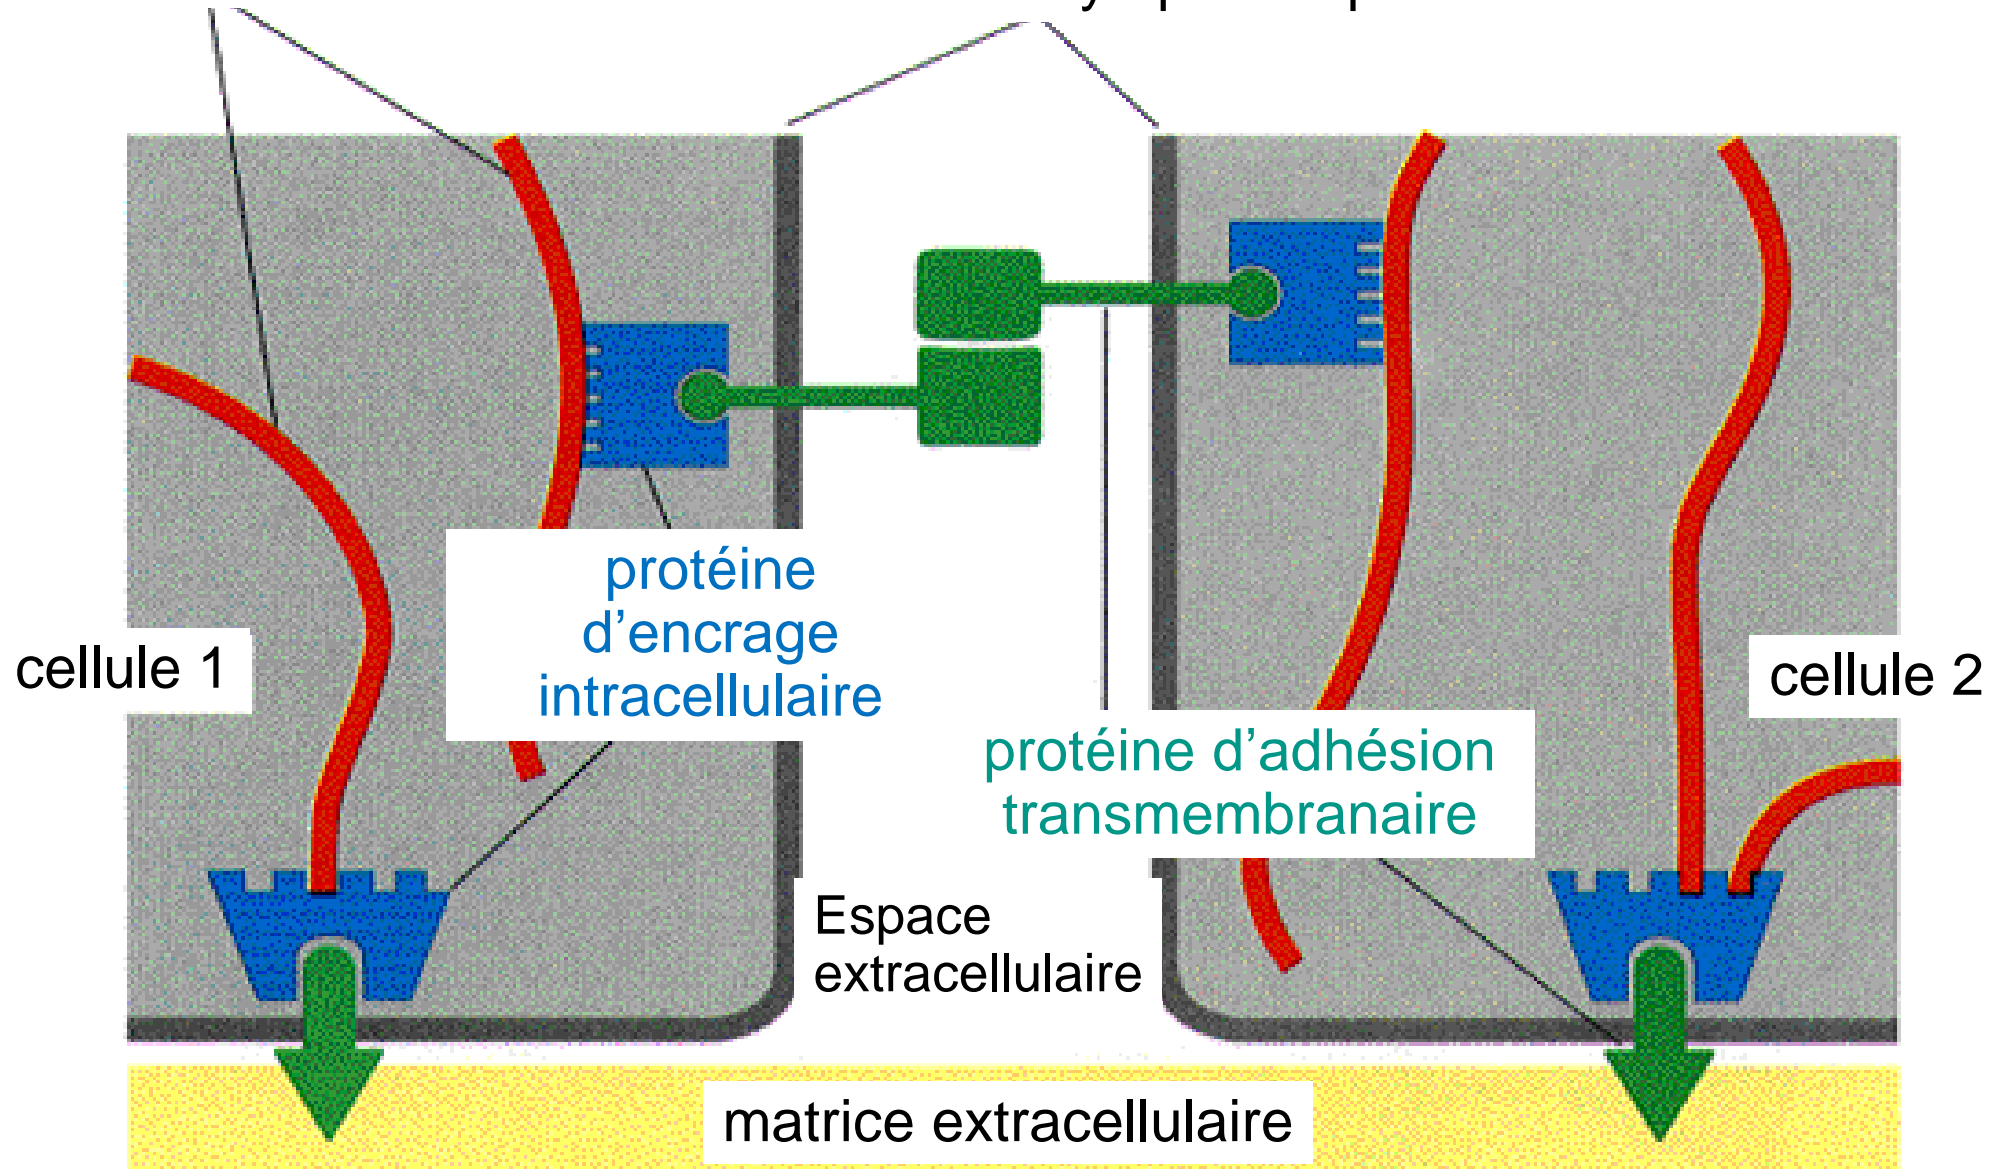 protéine
d’encrage
intracellulaire
cellule 1
cellule 2
protéine d’adhésion
transmembranaire
Espace
extracellulaire
matrice extracellulaire